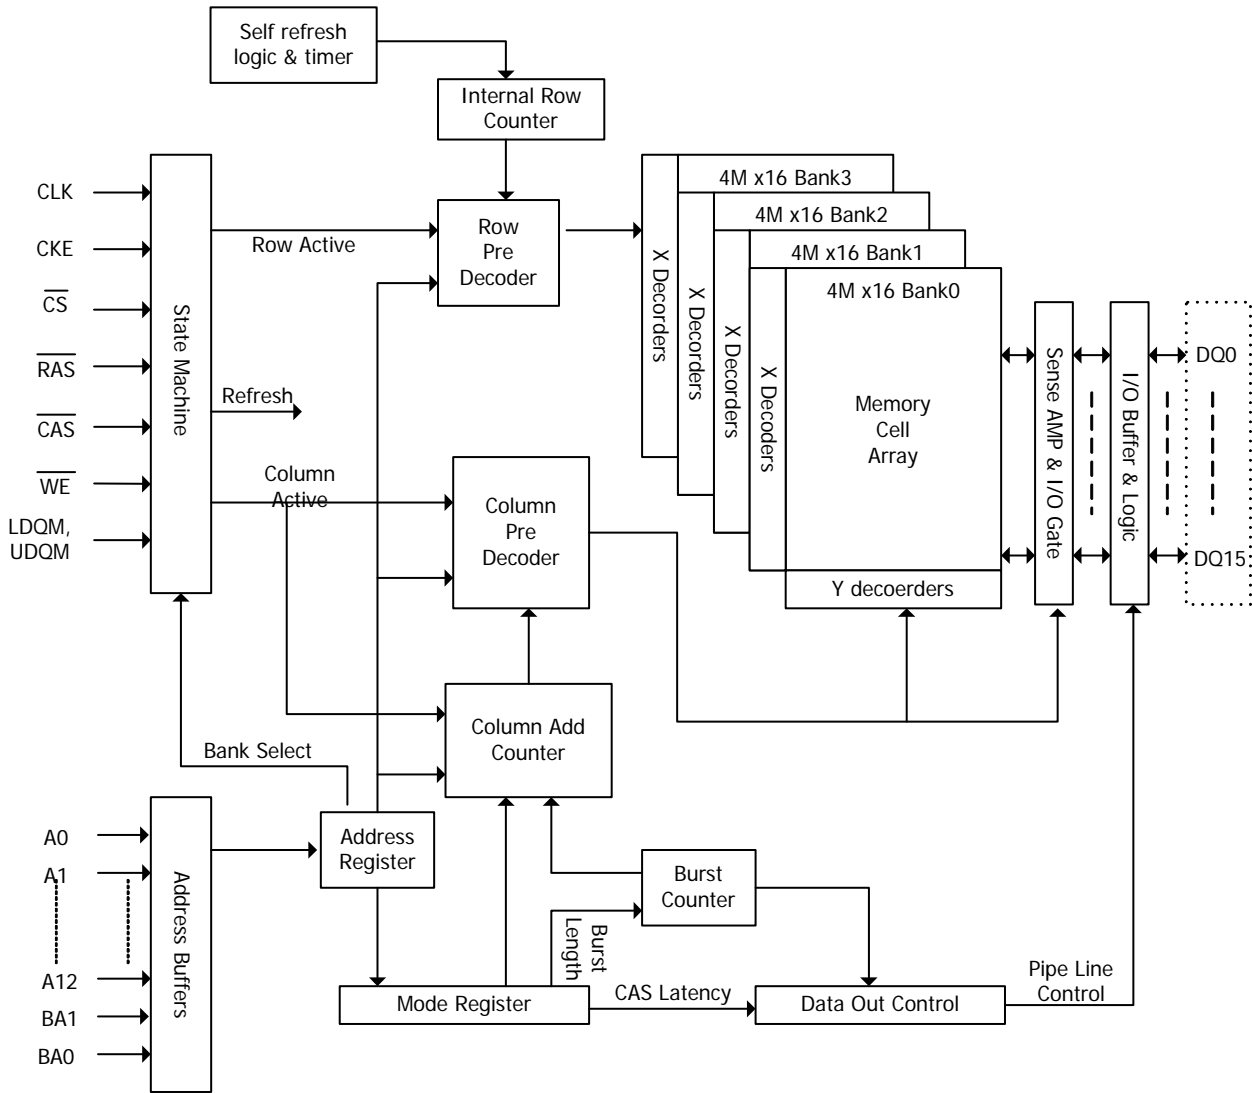 Self refresh
logic & timer
Internal Row
Counter
CLK
CKE
CS
RAS
CAS
WE
LDQM,
UDQM
State Machine
Row Active
Refresh
Column
Active
Row
Pre
Decoder
Column
Pre
Decoder
Column Add
Counter
X Decorders
X Decorders
X Decorders
X Decoders
4M x16 Bank3
4M x16 Bank2
4M x16 Bank1
4M x16 Bank0
Memory
Cell
Array
Y decoerders
Sense AMP & I/O Gate
I/O Buffer & Logic
DQ0
DQ15
Bank Select
A0
A1
A12
BA1
BA0
Address Buffers
Address
Register
Burst
Counter
Burst
Length
Mode Register
CAS Latency
Data Out Control
Pipe Line
Control